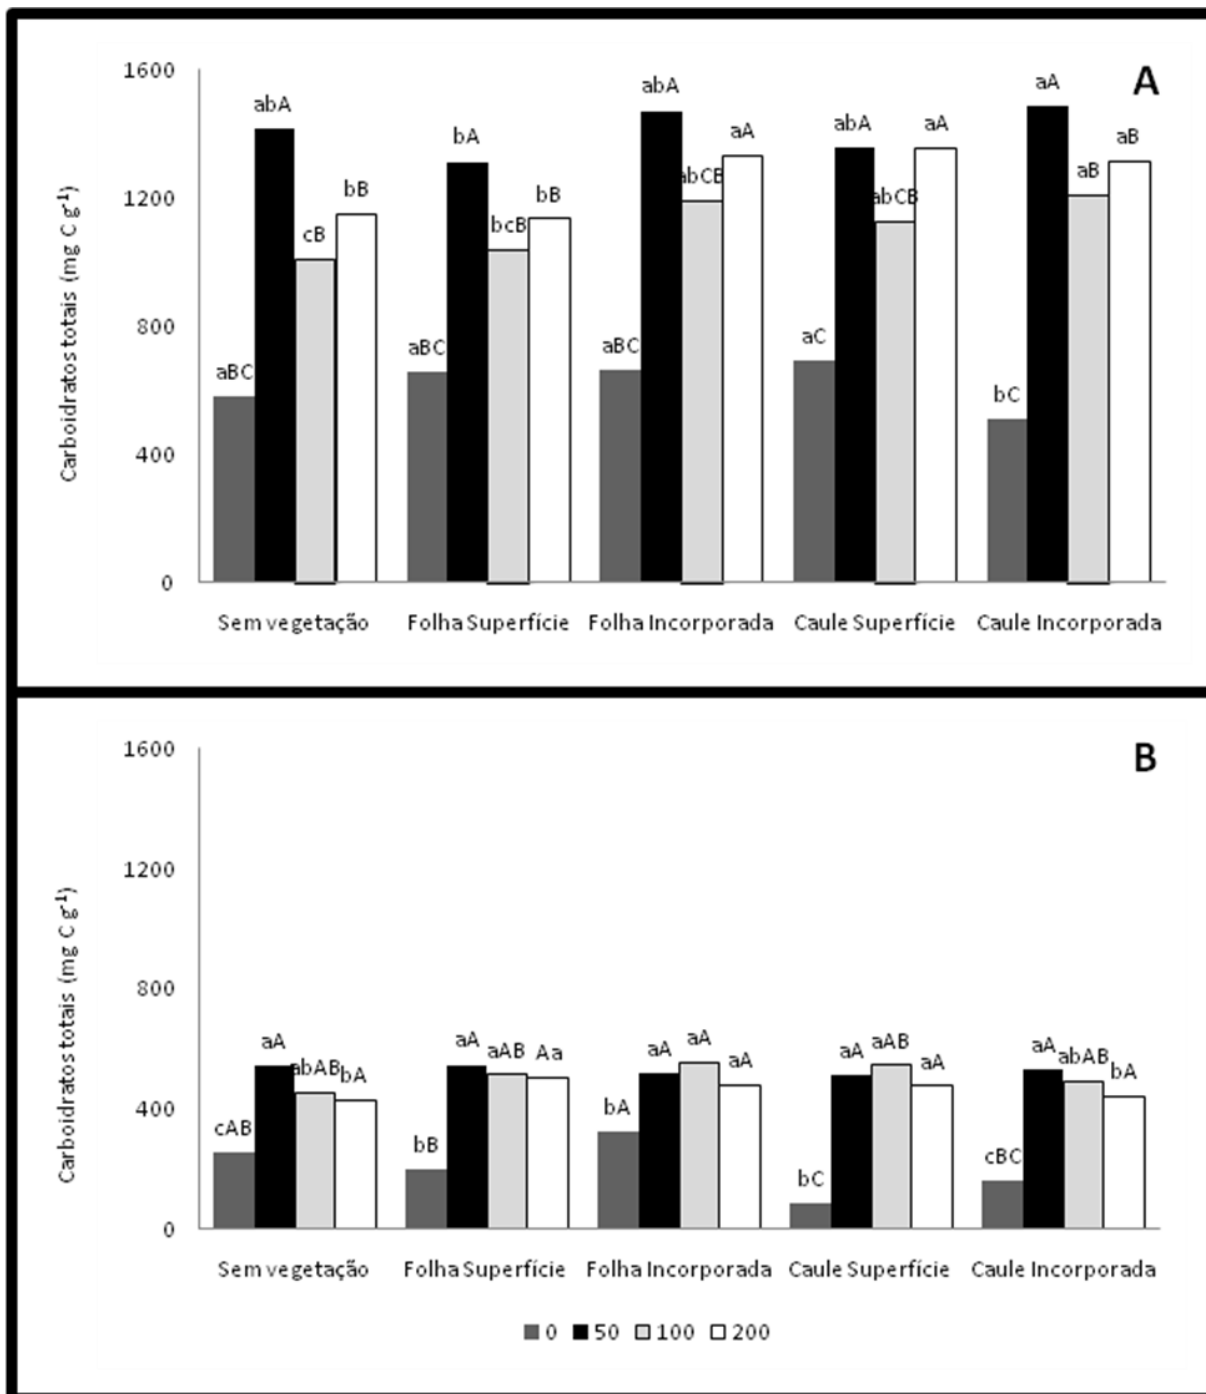 A
Carboidratos totais (mg C g-1)
1600
1200
800
400
0
aBC abA cB bB
aBC bA bcB bB
aBC abA abCB aA
aC abA abCB aA
bC aA aB aB
Sem vegetação Folha Superfície Folha Incorporada Caule Superfície Caule Incorporada
B
Carboidratos totais (mg C g-1)
1600
1200
800
400
0
cAB aA abAB bA
bB aA aAB Aa
bA aA aA aA
bC aA aAB aA
cBC aA abAB bA
Sem vegetação Folha Superfície Folha Incorporada Caule Superfície Caule Incorporada
0 50 100 200